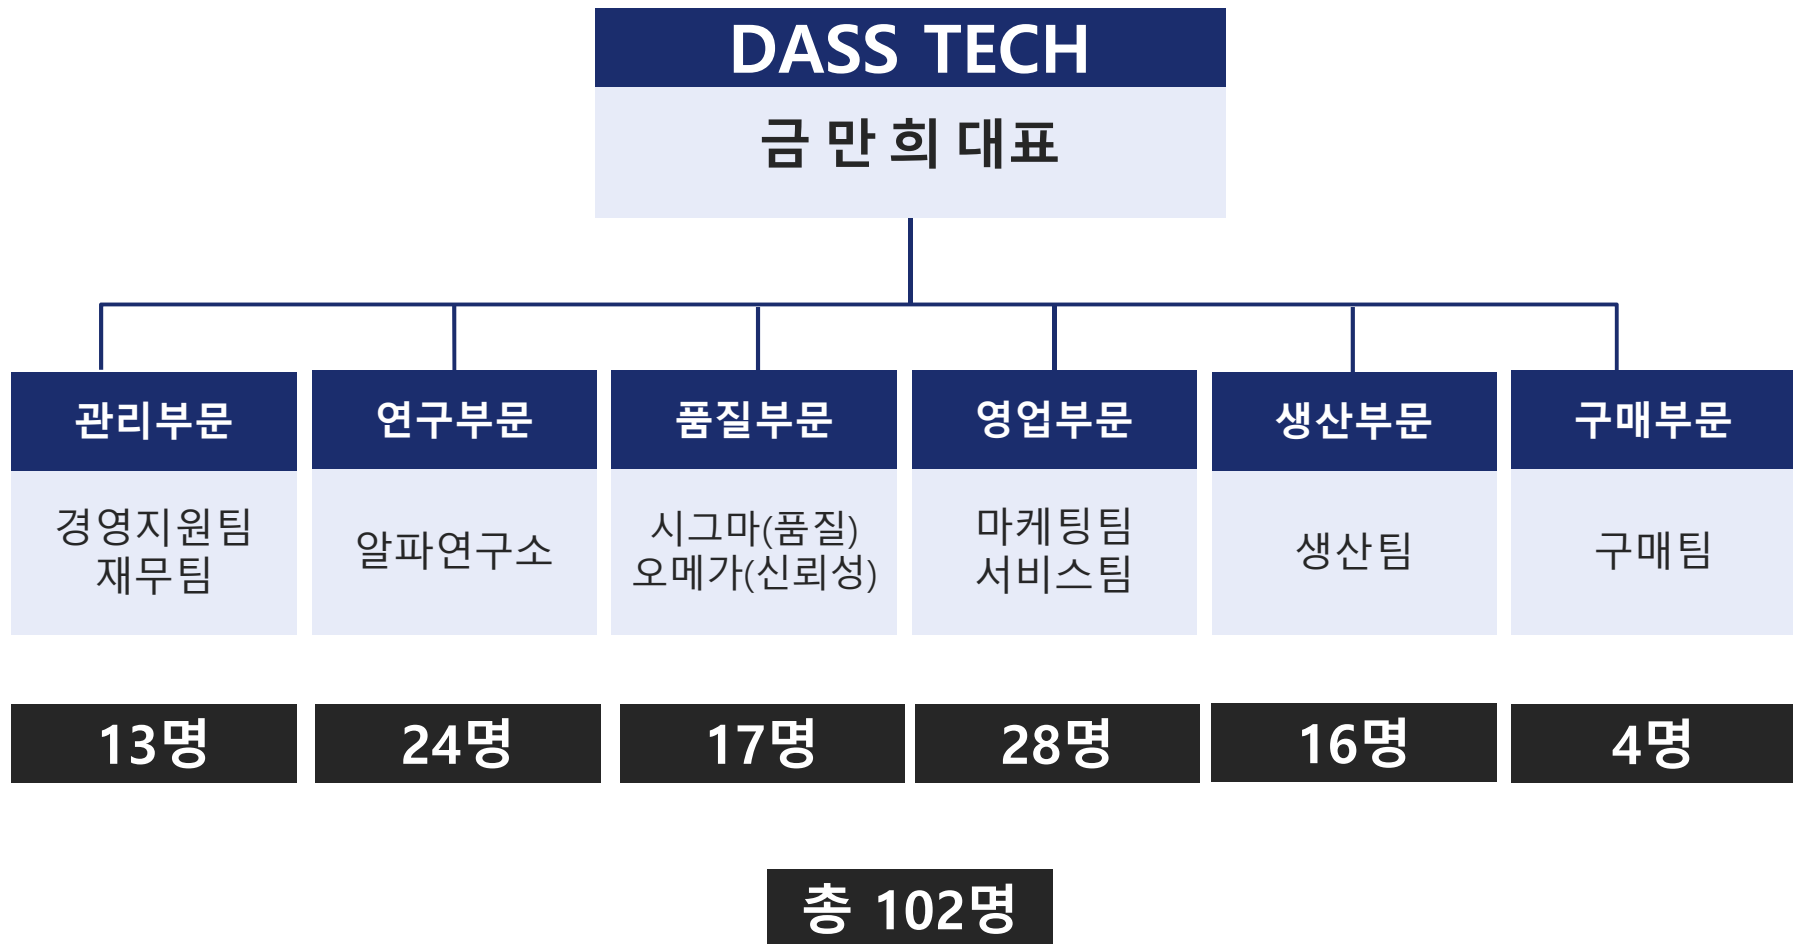 DASS TECH
금 만 희 대표
관리부문
경영지원팀
재무팀
연구부문
알파연구소
품질부문
시그마(품질)
오메가(신뢰성)
영업부문
마케팅팀
서비스팀
생산부문
생산팀
구매부문
구매팀
13명
24명
17명
28명
16명
4명
총 102명